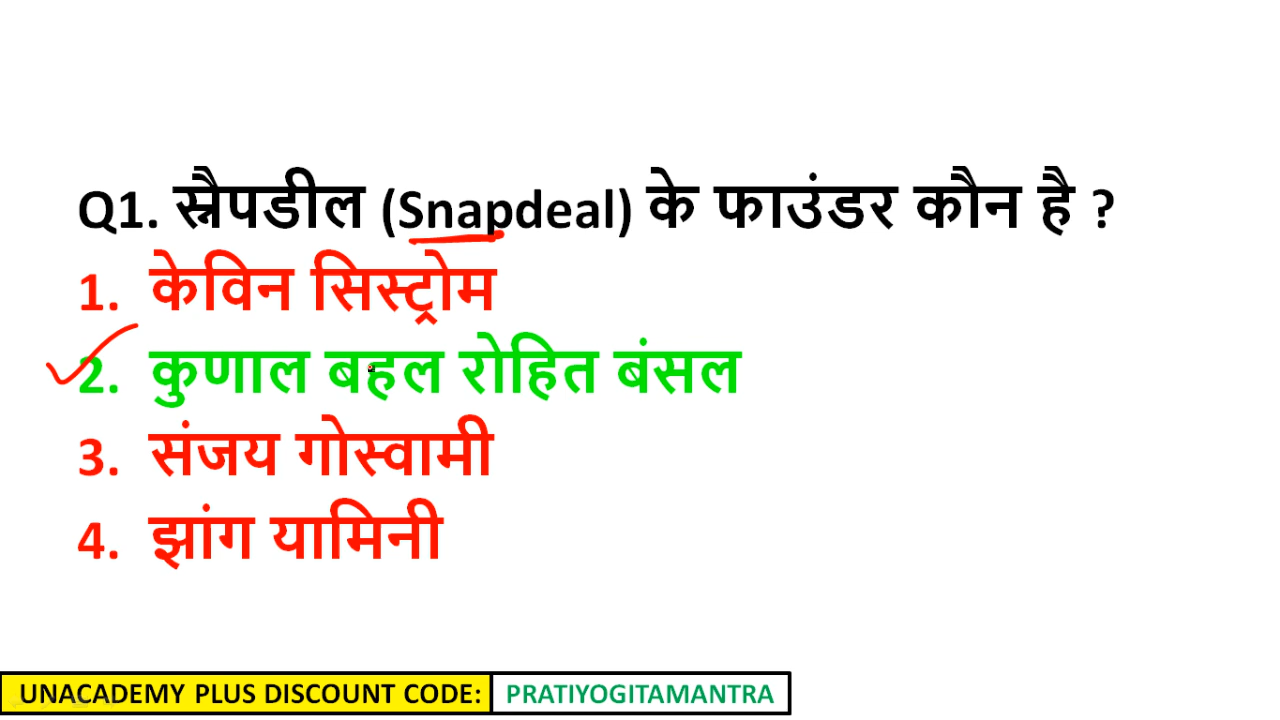 Q1. स्नैपडील (Snapdeal) के फाउंडर कौन है ?
1. केविन सिस्ट्रोम
2. कुणाल बहल रोहित बंसल
3. संजय गोस्वामी
4. झांग यामिनी
UNACADEMY PLUS DISCOUNT CODE: PRATIYOGITAMANTRA